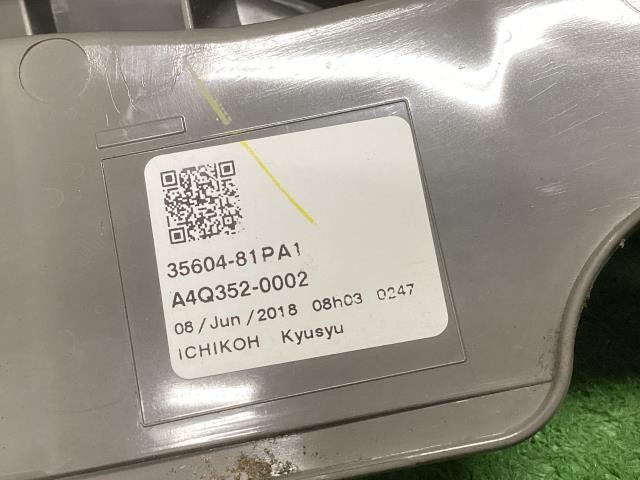 35604-81PA1
A4Q352-0002
08/Jun/2018 08h03 0247
ICHIKOH Kyusyu